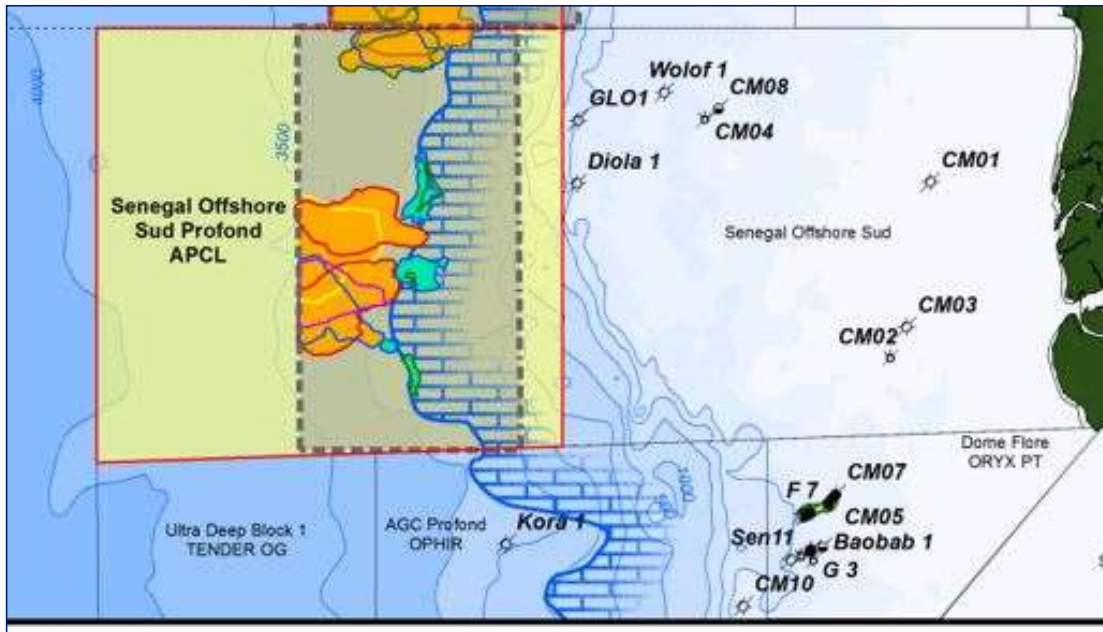 4000
3500
Wolof 1
GLO1
CM08
CM04
Diola 1
CM01
Senegal Offshore
Sud Profond
APCL
Senegal Offshore Sud
CM03
CM02
Dome Flore
ORYX PT
1000
F 7
CM07
CM05
Ultra Deep Block 1
TENDER OG
AGC Profond
OPHIR
Kora 1
Sen11
Baobab 1
G 3
CM10